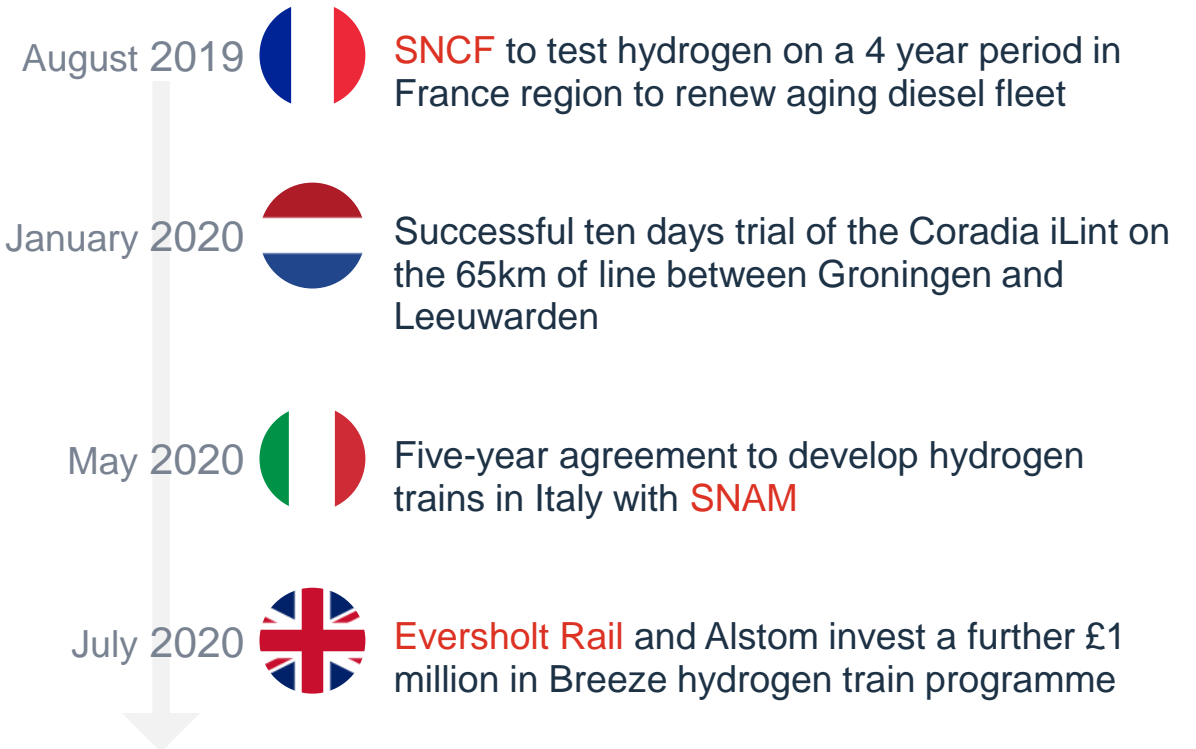 August 2019
SNCF to test hydrogen on a 4 year period in
France region to renew aging diesel fleet
January 2020
Successful ten days trial of the Coradia iLint on
the 65km of line between Groningen and
Leeuwarden
May 2020
Five-year agreement to develop hydrogen
trains in Italy with SNAM
July 2020
Eversholt Rail and Alstom invest a further £1
million in Breeze hydrogen train programme